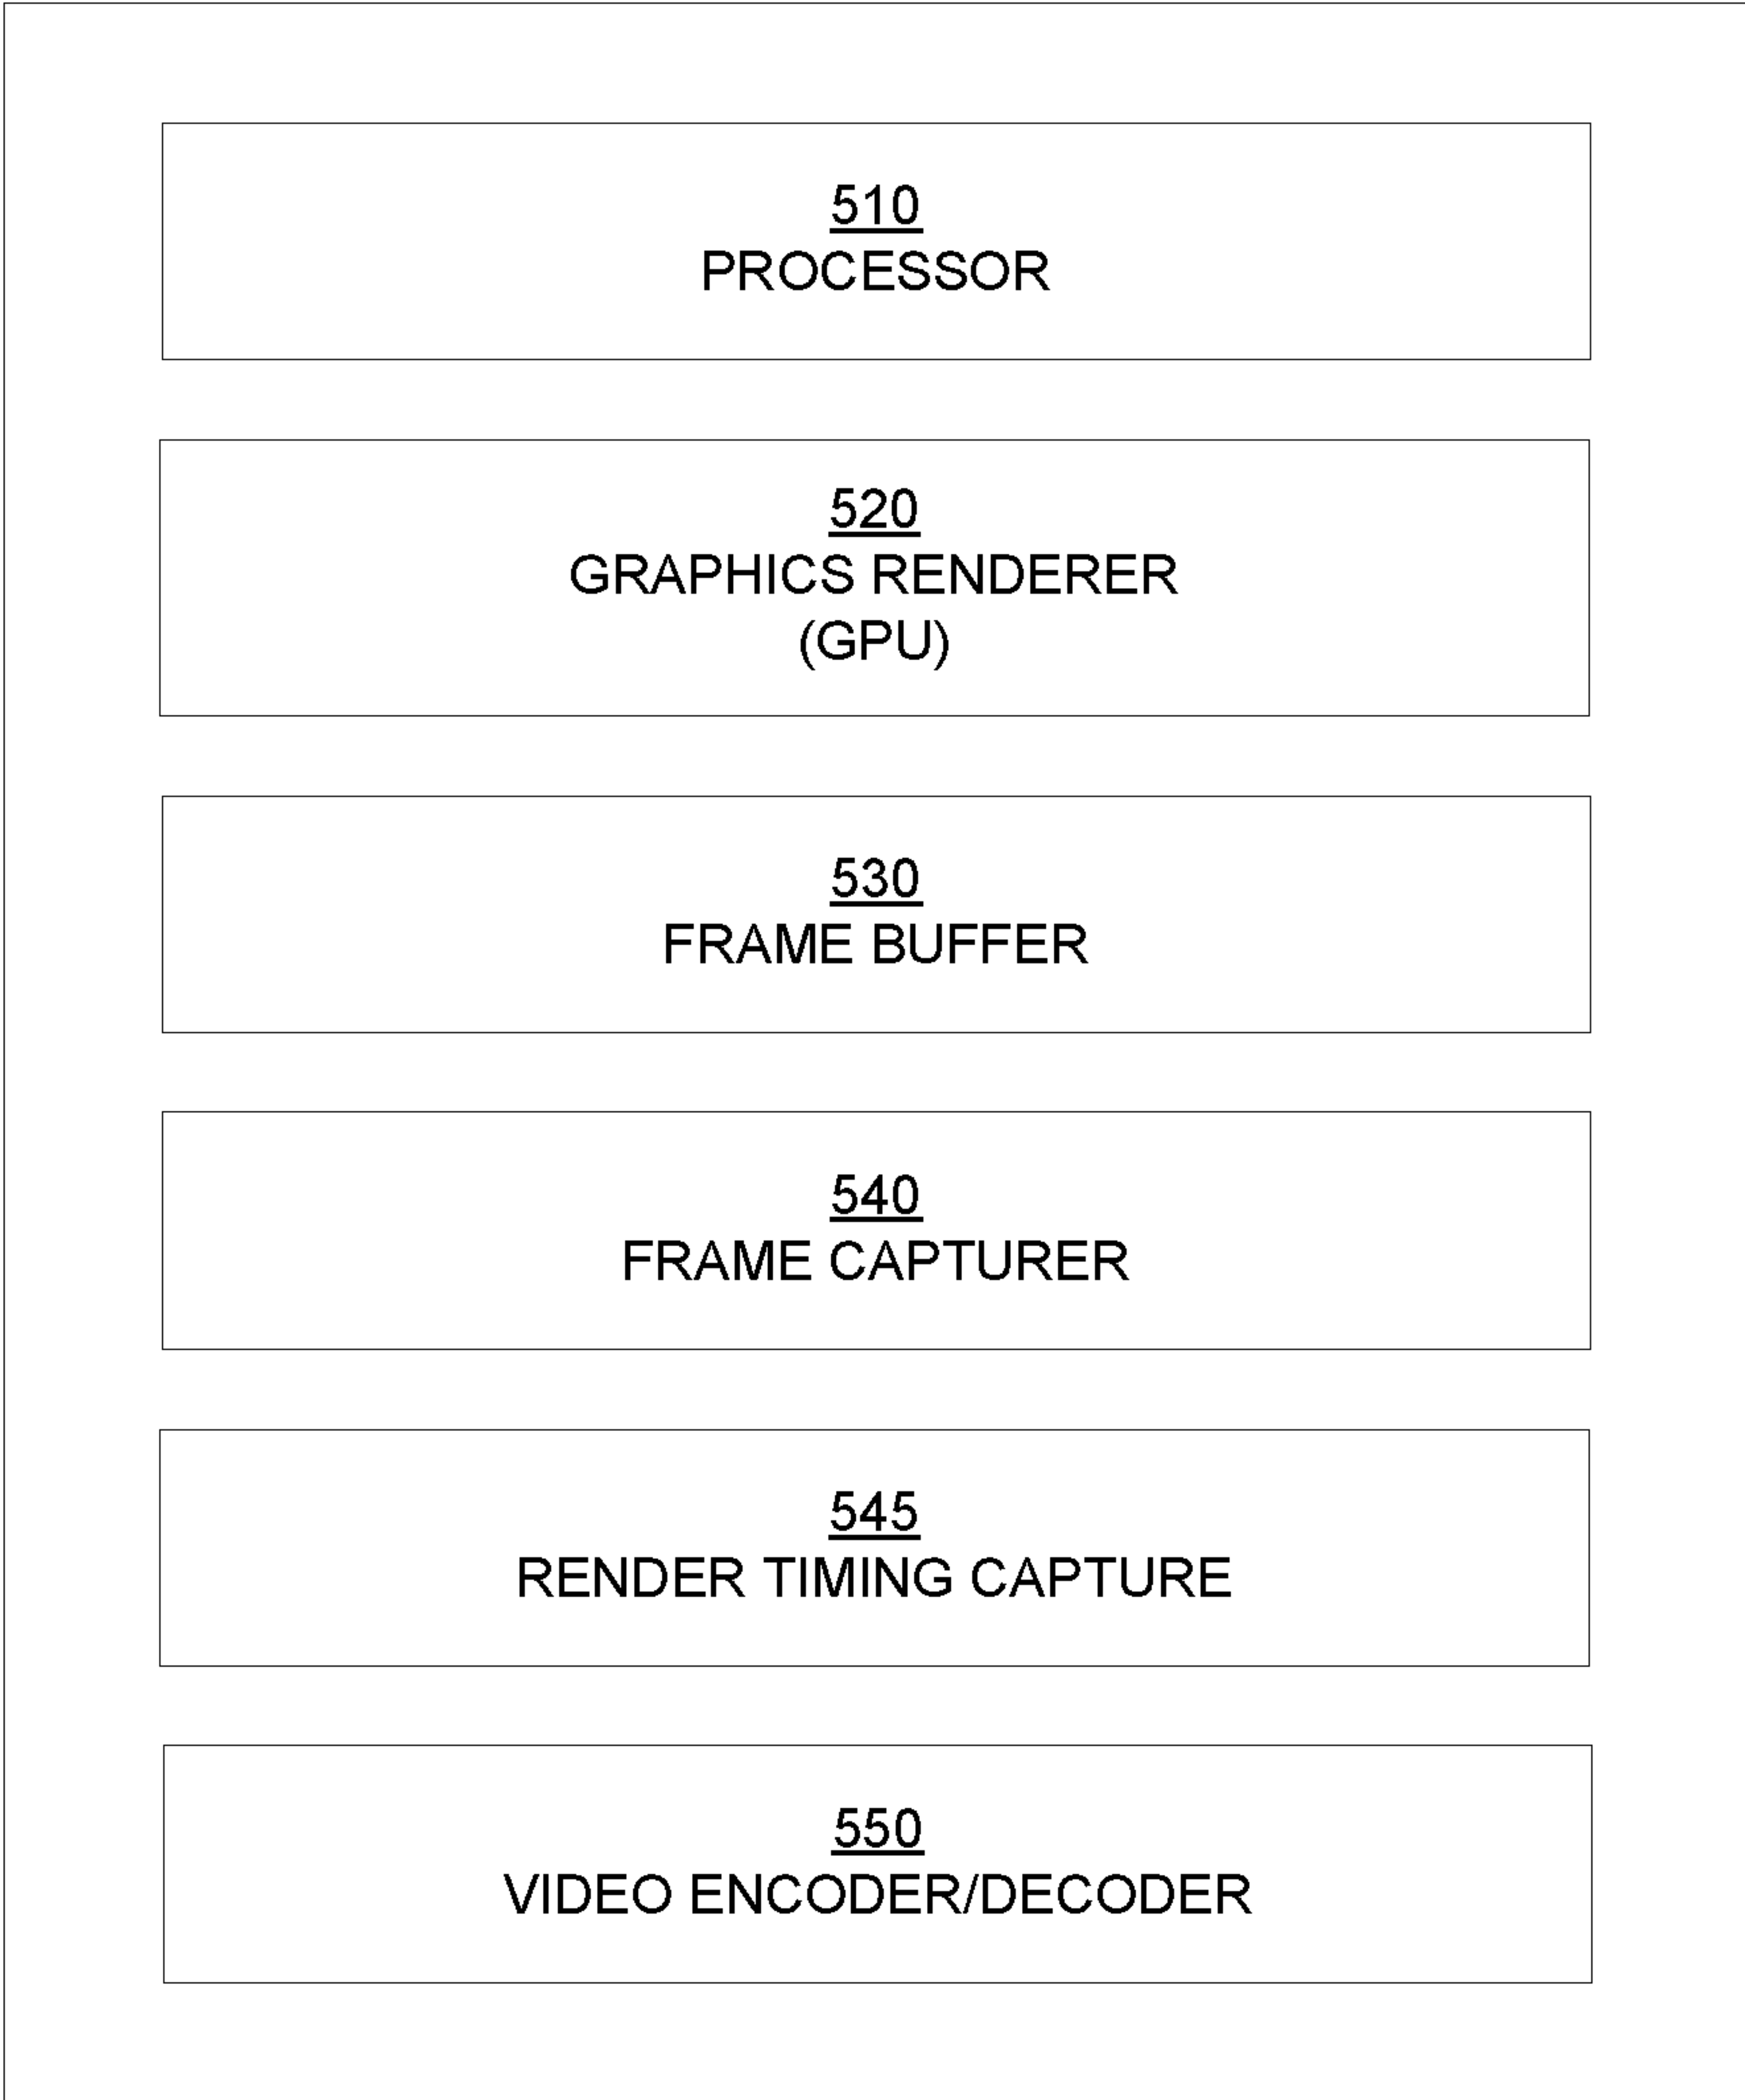 510
PROCESSOR
520
GRAPHICS RENDERER
(GPU)
530
FRAME BUFFER
540
FRAME CAPTURER
545
RENDER TIMING CAPTURE
550
VIDEO ENCODER/DECODER